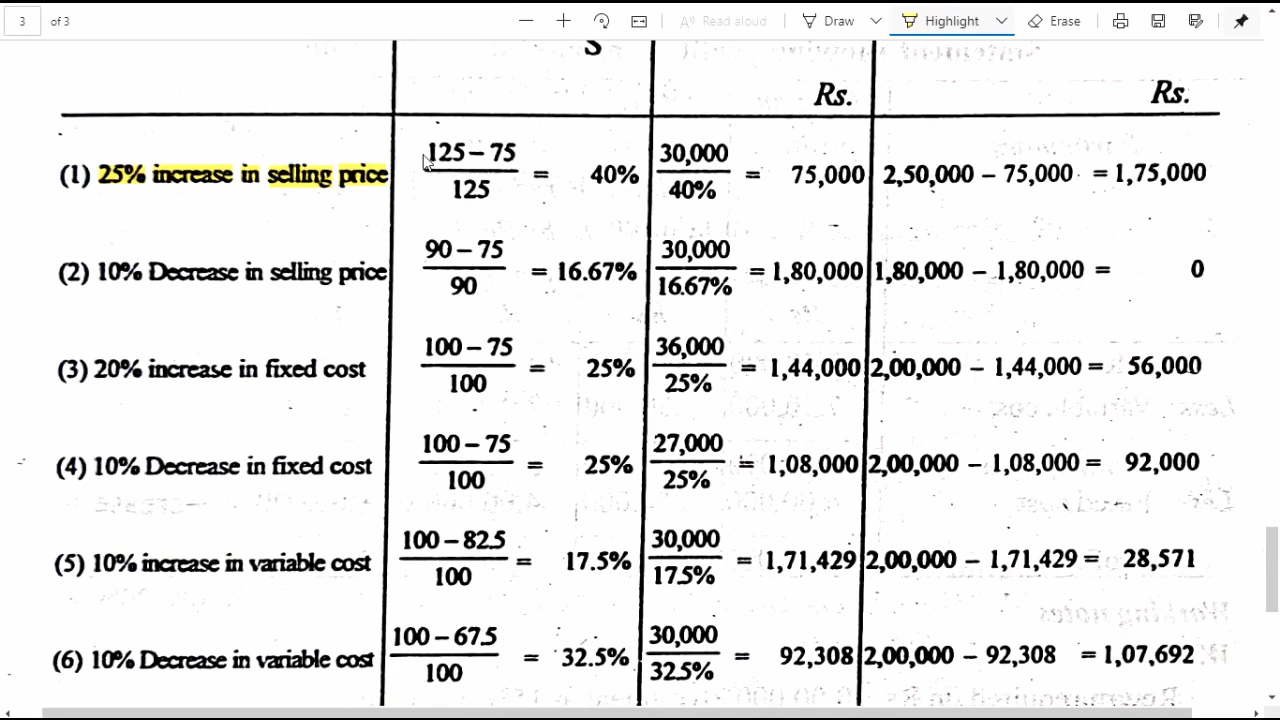 3 of 3 Read aloud Draw Highlight Erase
S
Rs. Rs.
(1) 25% increase in selling price 125 – 75 / 125 = 40% 30,000 / 40% = 75,000 2,50,000 – 75,000 = 1,75,000
(2) 10% Decrease in selling price 90 – 75 / 90 = 16.67% 30,000 / 16.67% = 1,80,000 1,80,000 – 1,80,000 = 0
(3) 20% increase in fixed cost 100 – 75 / 100 = 25% 36,000 / 25% = 1,44,000 2,00,000 – 1,44,000 = 56,000
(4) 10% Decrease in fixed cost 100 – 75 / 100 = 25% 27,000 / 25% = 1,08,000 2,00,000 – 1,08,000 = 92,000
(5) 10% increase in variable cost 100 – 82.5 / 100 = 17.5% 30,000 / 17.5% = 1,71,429 2,00,000 – 1,71,429 = 28,571
(6) 10% Decrease in variable cost 100 – 67.5 / 100 = 32.5% 30,000 / 32.5% = 92,308 2,00,000 – 92,308 = 1,07,692